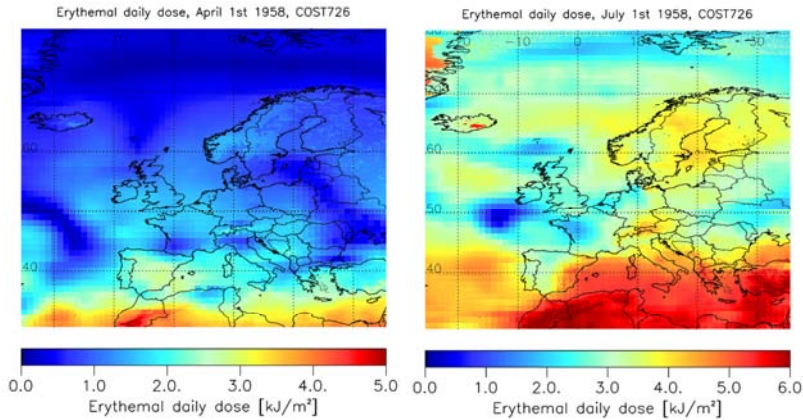 Erythemal daily dose, April 1st 1958, COST726
60
50
40
0.0 1.0 2.0. 3.0 4.0 5.0
Erythemal daily dose [kJ/m²]
Erythemal daily dose, July 1st 1958, COST726
-10 0 10
60
50
40
0.0 1.0 2.0. 3.0. 4.0 5.0. 6.0
Erythemal daily dose [kJ/m²]